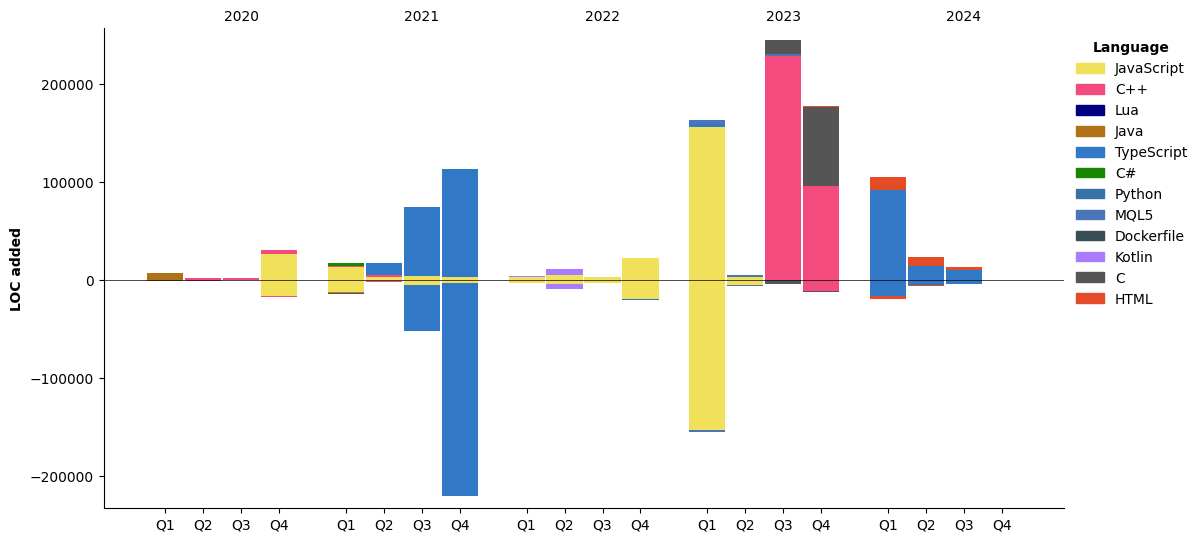 2020 2021 2022 2023 2024
LOC added
200000
100000
0
−100000
−200000
Q1 Q2 Q3 Q4 Q1 Q2 Q3 Q4 Q1 Q2 Q3 Q4 Q1 Q2 Q3 Q4 Q1 Q2 Q3 Q4
Language
JavaScript
C++
Lua
Java
TypeScript
C#
Python
MQL5
Dockerfile
Kotlin
C
HTML